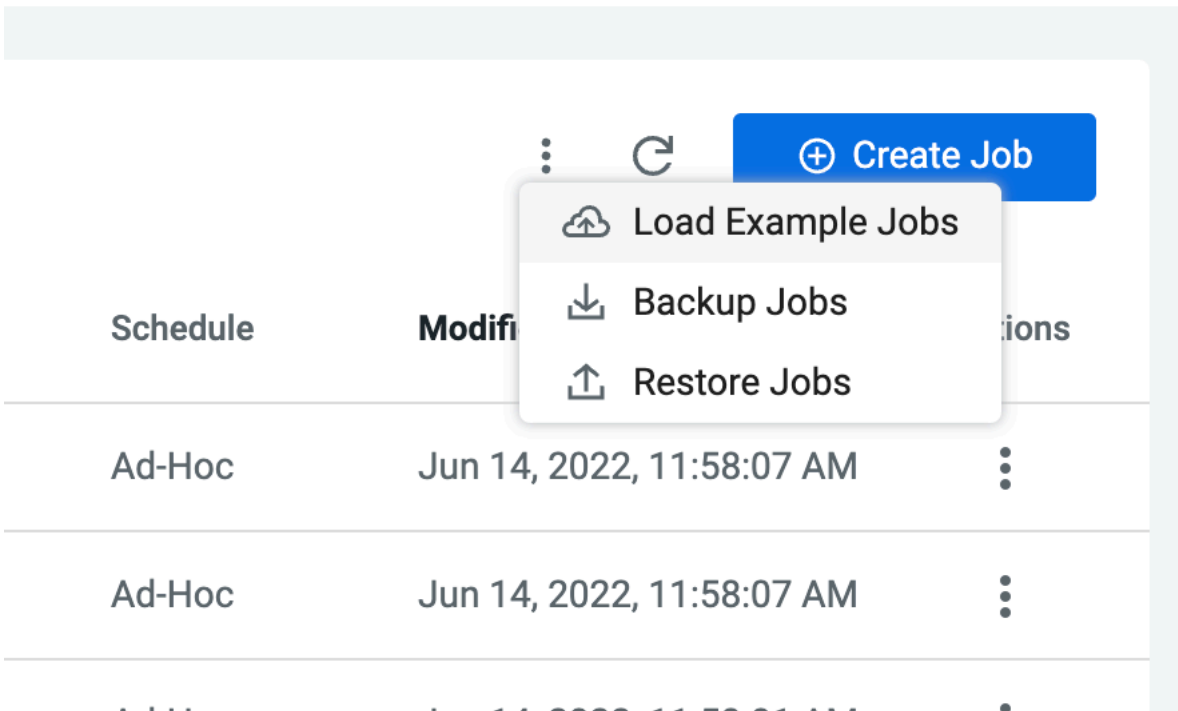 Create Job
Load Example Jobs
Backup Jobs
Restore Jobs
Schedule
Ad-Hoc Jun 14, 2022, 11:58:07 AM
Ad-Hoc Jun 14, 2022, 11:58:07 AM